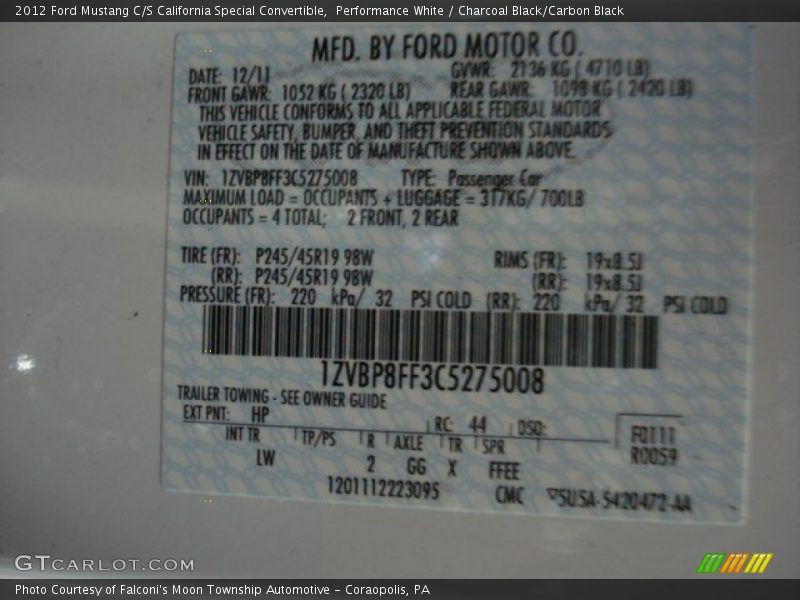 2012 Ford Mustang C/S California Special Convertible, Performance White / Charcoal Black/Carbon Black
MFD. BY FORD MOTOR CO.
DATE: 12/11 GVWR: 2136 KG ( 4710 LB)
FRONT GAWR: 1052 KG ( 2320 LB) REAR GAWR: 1098 KG ( 2420 LB)
THIS VEHICLE CONFORMS TO ALL APPLICABLE FEDERAL MOTOR
VEHICLE SAFETY, BUMPER, AND THEFT PREVENTION STANDARDS
IN EFFECT ON THE DATE OF MANUFACTURE SHOWN ABOVE.
VIN: 1ZVBP8FF3C5275008 TYPE: Passenger Car
MAXIMUM LOAD = OCCUPANTS + LUGGAGE = 317KG/ 700LB
OCCUPANTS = 4 TOTAL; 2 FRONT, 2 REAR
TIRE (FR): P245/45R19 98W RIMS (FR): 19x8.5J
(RR): P245/45R19 98W (RR): 19x8.5J
PRESSURE (FR): 220 kPa/ 32 PSI COLD (RR): 220 kPa/ 32 PSI COLD
1ZVBP8FF3C5275008
TRAILER TOWING - SEE OWNER GUIDE
EXT PNT: HP RC: 44 DSO: F0111
INT TR TP/PS R AXLE TR SPR R0059
LW 2 GG X FFEE
1201112223095 CMC
GTCARLOT.COM
Photo Courtesy of Falconi's Moon Township Automotive - Coraopolis, PA